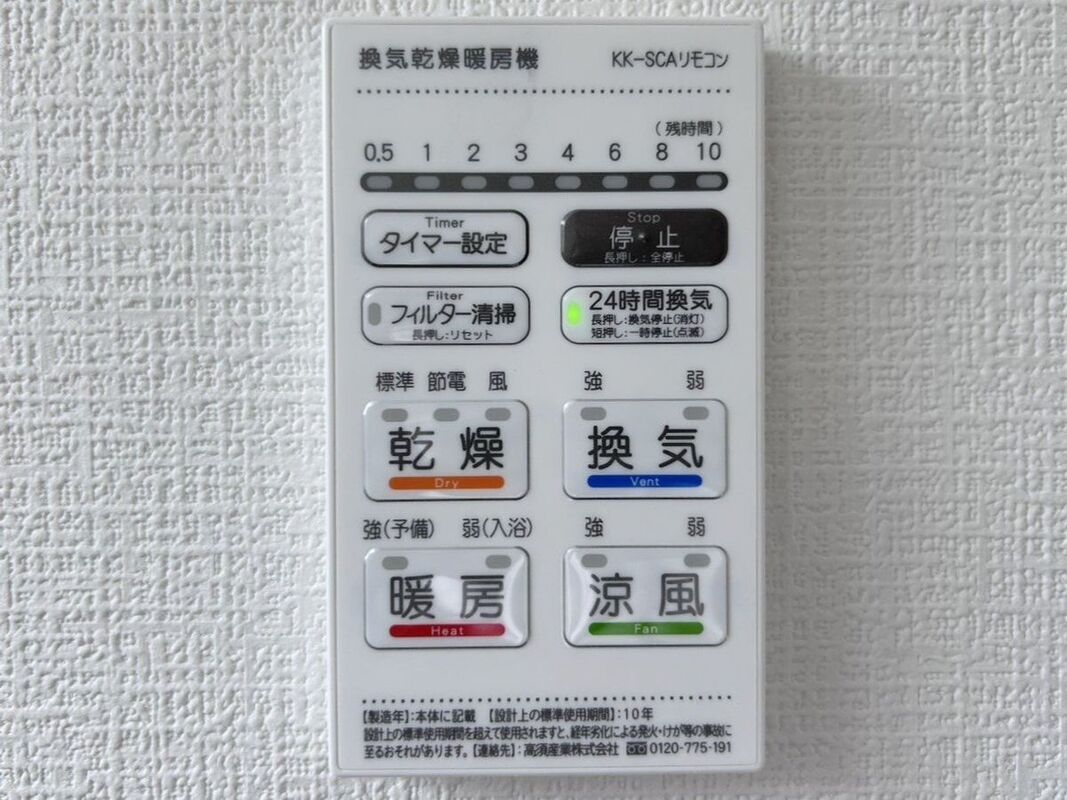 換気乾燥暖房機 KK-SCAリモコン
(残時間)
0.5 1 2 3 4 6 8 10
Timer
タイマー設定
Stop
停・止
長押し:全停止
Filter
フィルター清掃
長押し:リセット
24時間換気
長押し:換気停止(消灯)
短押し:一時停止(点滅)
標準 節電 風
乾燥
Dry
強 弱
換気
Vent
強(予備) 弱(入浴)
暖房
Heat
強 弱
涼風
Fan
【製造年】:本体に記載 【設計上の標準使用期間】:10年
設計上の標準使用期間を超えて使用されますと、経年劣化による発火・けが等の事故に
至るおそれがあります。【連絡先】:高須産業株式会社 0120-775-191